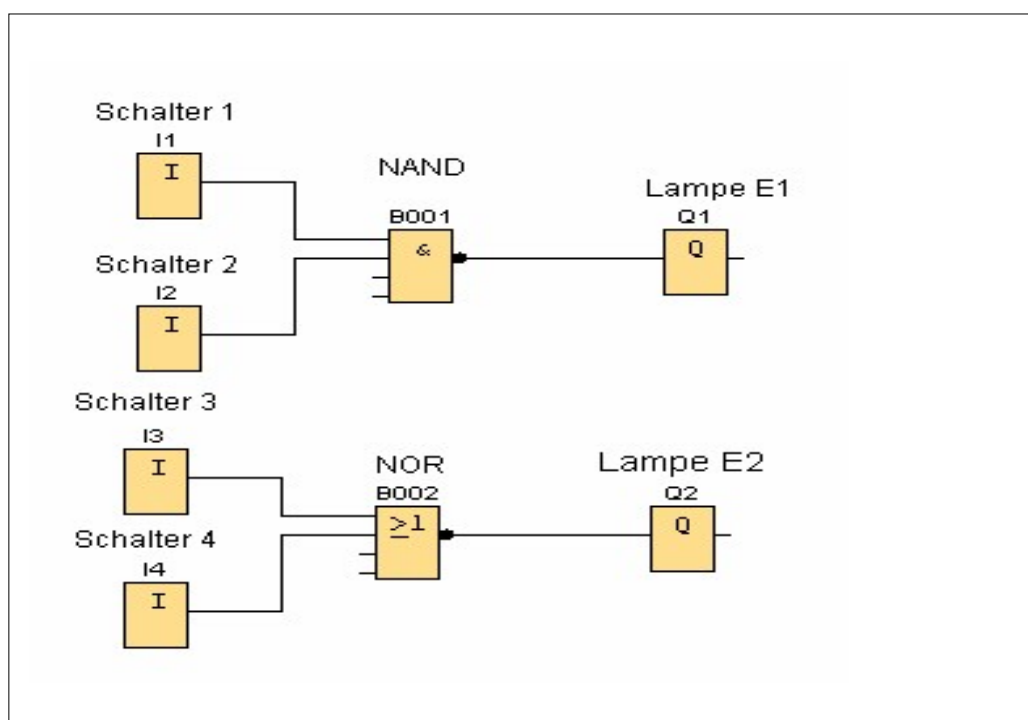 Schalter 1
I1
I
NAND
B001
&
Lampe E1
Q1
Q
Schalter 2
I2
I
Schalter 3
I3
I
NOR
B002
≥1
Lampe E2
Q2
Q
Schalter 4
I4
I